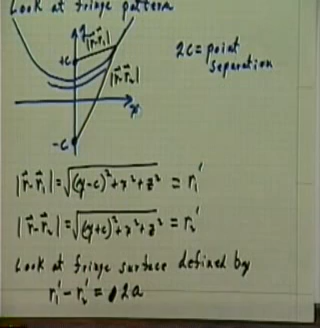 Look at fringe pattern
y
|r⃗-r⃗₁|
+c
|r⃗-r⃗₂|
2c = point
separation
x
-c
|r⃗-r⃗₁| = √(y-c)²+x²+z² = r₁'
|r⃗-r⃗₂| = √(y+c)²+x²+z² = r₂'
Look at fringe surface defined by
r₁'-r₂' = 2a